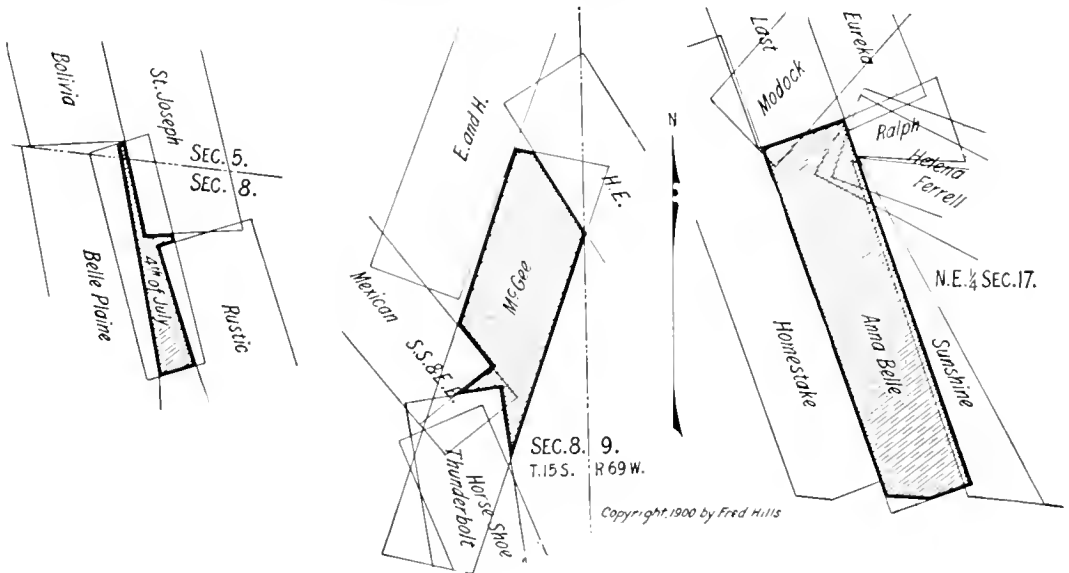 Bolivia
St. Joseph
SEC. 5.
SEC. 8.
Belle Plaine
4th of July
Rustic
E. and H.
H.E.
McGee
Mexican
S.S. & E.D.
Thunderbolt
Horse Shoe
SEC. 8. 9.
T.15 S. R 69 W.
N
Last
Modock
Eureka
Ralph
Helena
Ferrell
N.E. ¼ SEC. 17.
Homestake
Anna Belle
Sunshine
Copyright, 1900 by Fred Hills